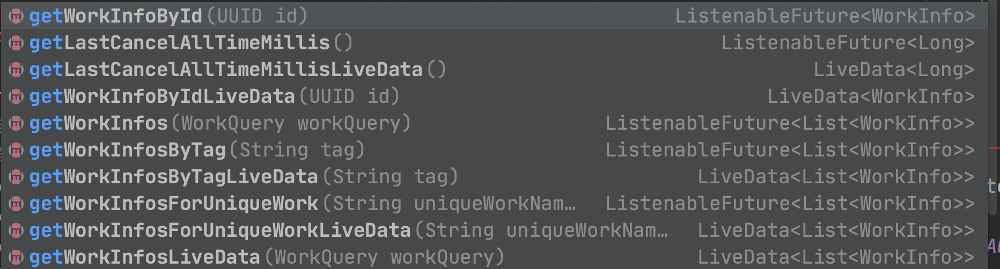 getWorkInfoById(UUID id) ListenableFuture<WorkInfo>
getLastCancelAllTimeMillis() ListenableFuture<Long>
getLastCancelAllTimeMillisLiveData() LiveData<Long>
getWorkInfoByIdLiveData(UUID id) LiveData<WorkInfo>
getWorkInfos(WorkQuery workQuery) ListenableFuture<List<WorkInfo>>
getWorkInfosByTag(String tag) ListenableFuture<List<WorkInfo>>
getWorkInfosByTagLiveData(String tag) LiveData<List<WorkInfo>>
getWorkInfosForUniqueWork(String uniqueWorkNam… ListenableFuture<List<WorkInfo>>
getWorkInfosForUniqueWorkLiveData(String uniqueWorkNam… LiveData<List<WorkInfo>>
getWorkInfosLiveData(WorkQuery workQuery) LiveData<List<WorkInfo>>